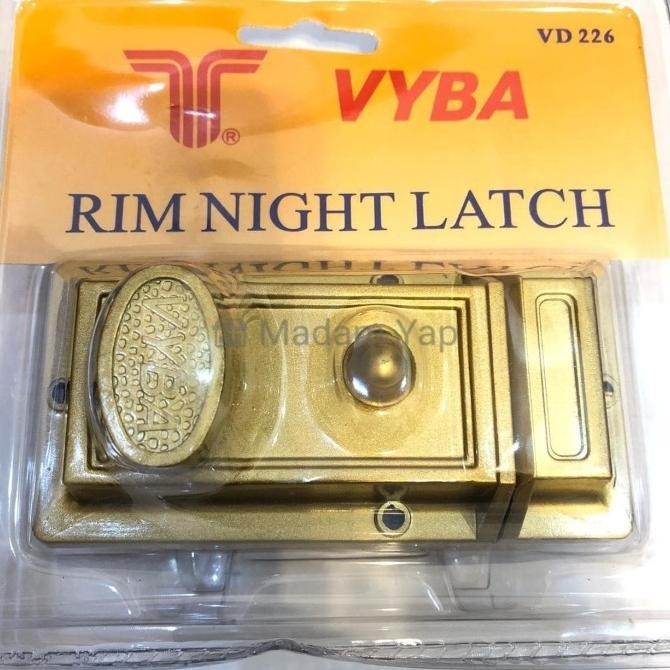 VD 226
® VYBA
RIM NIGHT LATCH
VYBA
Madam Yap